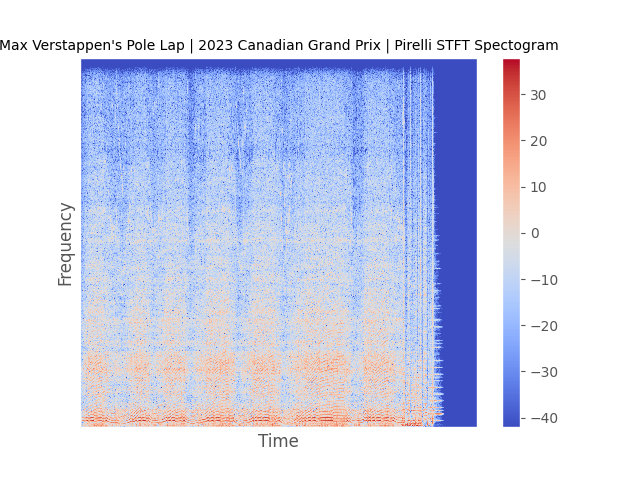 Max Verstappen's Pole Lap | 2023 Canadian Grand Prix | Pirelli STFT Spectogram
Frequency
Time
30
20
10
0
−10
−20
−30
−40